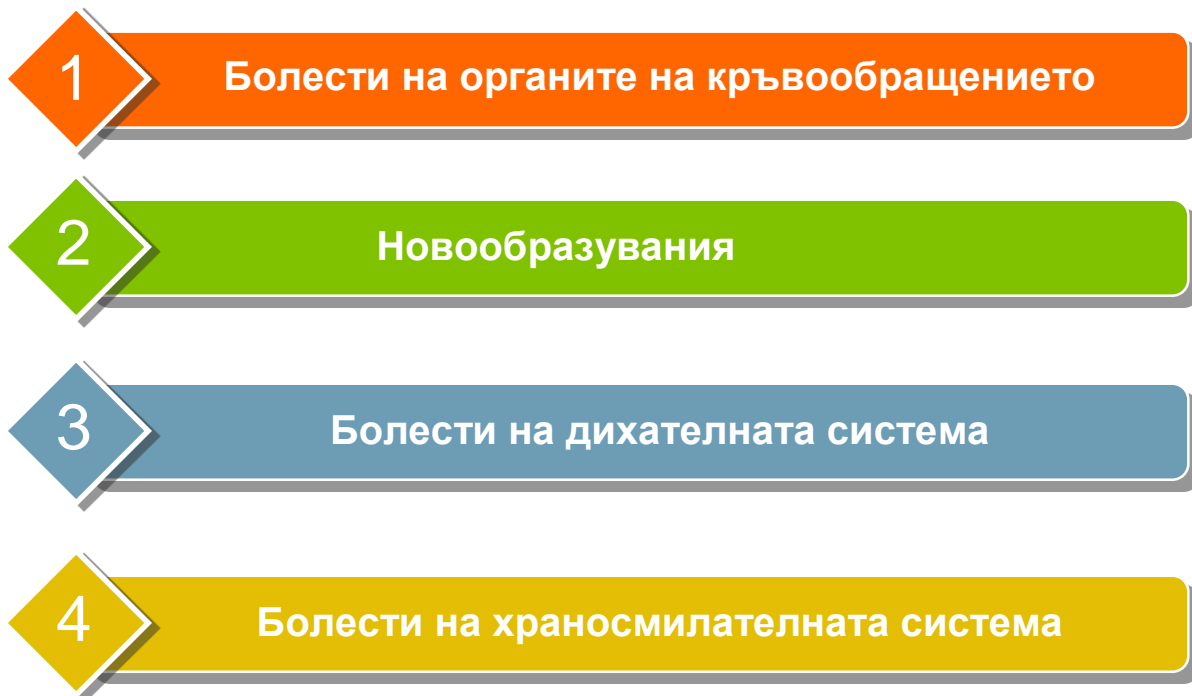 1 Болести на органите на кръвообращението
2 Новообразувания
3 Болести на дихателната система
4 Болести на храносмилателната система